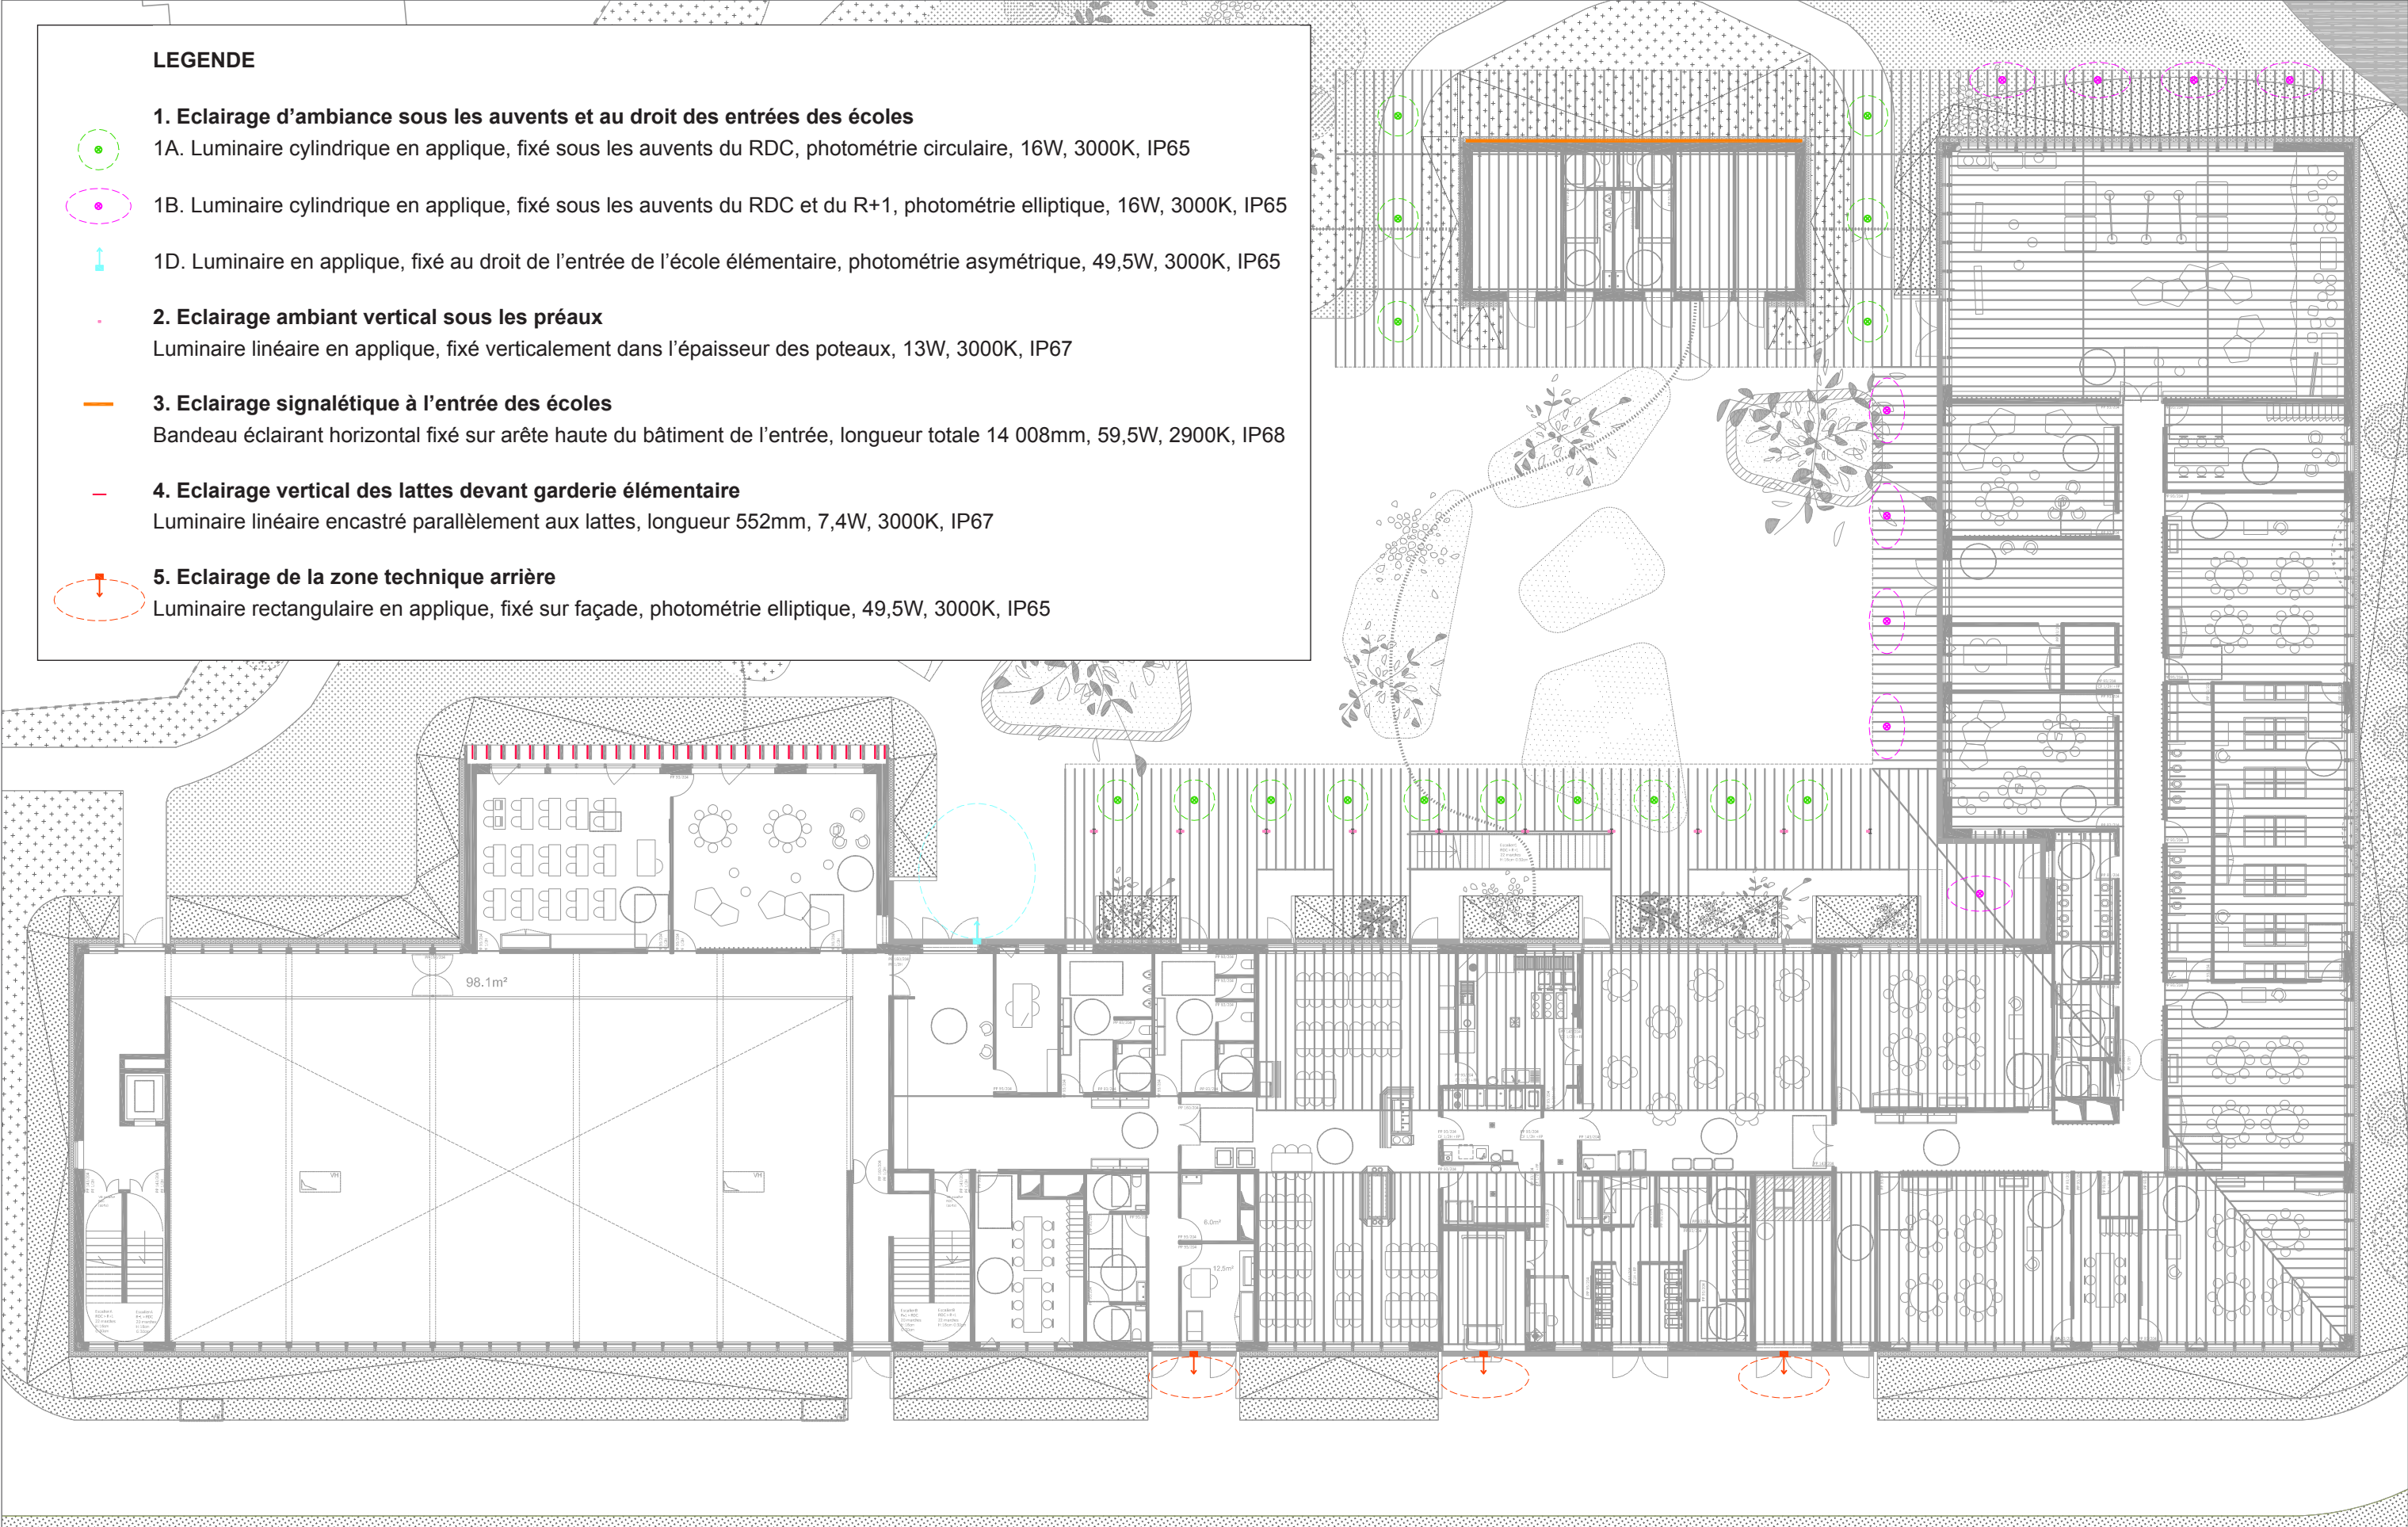 LEGENDE
1. Eclairage d’ambiance sous les auvents et au droit des entrées des écoles
1A. Luminaire cylindrique en applique, fixé sous les auvents du RDC, photométrie circulaire, 16W, 3000K, IP65
1B. Luminaire cylindrique en applique, fixé sous les auvents du RDC et du R+1, photométrie elliptique, 16W, 3000K, IP65
1D. Luminaire en applique, fixé au droit de l’entrée de l’école élémentaire, photométrie asymétrique, 49,5W, 3000K, IP65
2. Eclairage ambiant vertical sous les préaux
Luminaire linéaire en applique, fixé verticalement dans l’épaisseur des poteaux, 13W, 3000K, IP67
3. Eclairage signalétique à l’entrée des écoles
Bandeau éclairant horizontal fixé sur arête haute du bâtiment de l’entrée, longueur totale 14 008mm, 59,5W, 2900K, IP68
4. Eclairage vertical des lattes devant garderie élémentaire
Luminaire linéaire encastré parallèlement aux lattes, longueur 552mm, 7,4W, 3000K, IP67
5. Eclairage de la zone technique arrière
Luminaire rectangulaire en applique, fixé sur façade, photométrie elliptique, 49,5W, 3000K, IP65
98.1m²
VH
VH
6.0m²
12.5m²